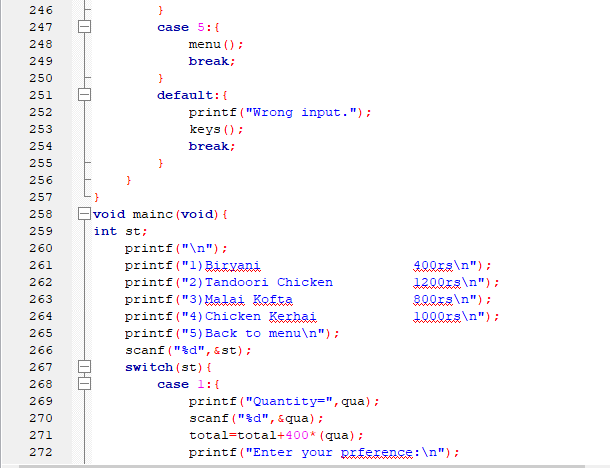 246 }
247 case 5:{
248 menu();
249 break;
250 }
251 default:{
252 printf("Wrong input.");
253 keys();
254 break;
255 }
256 }
257 }
258 void mainc(void){
259 int st;
260 printf("\n");
261 printf("1)Biryani 400rs\n");
262 printf("2)Tandoori Chicken 1200rs\n");
263 printf("3)Malai Kofta 800rs\n");
264 printf("4)Chicken Kerhai 1000rs\n");
265 printf("5)Back to menu\n");
266 scanf("%d",&st);
267 switch(st){
268 case 1:{
269 printf("Quantity=",qua);
270 scanf("%d",&qua);
271 total=total+400*(qua);
272 printf("Enter your prference:\n");